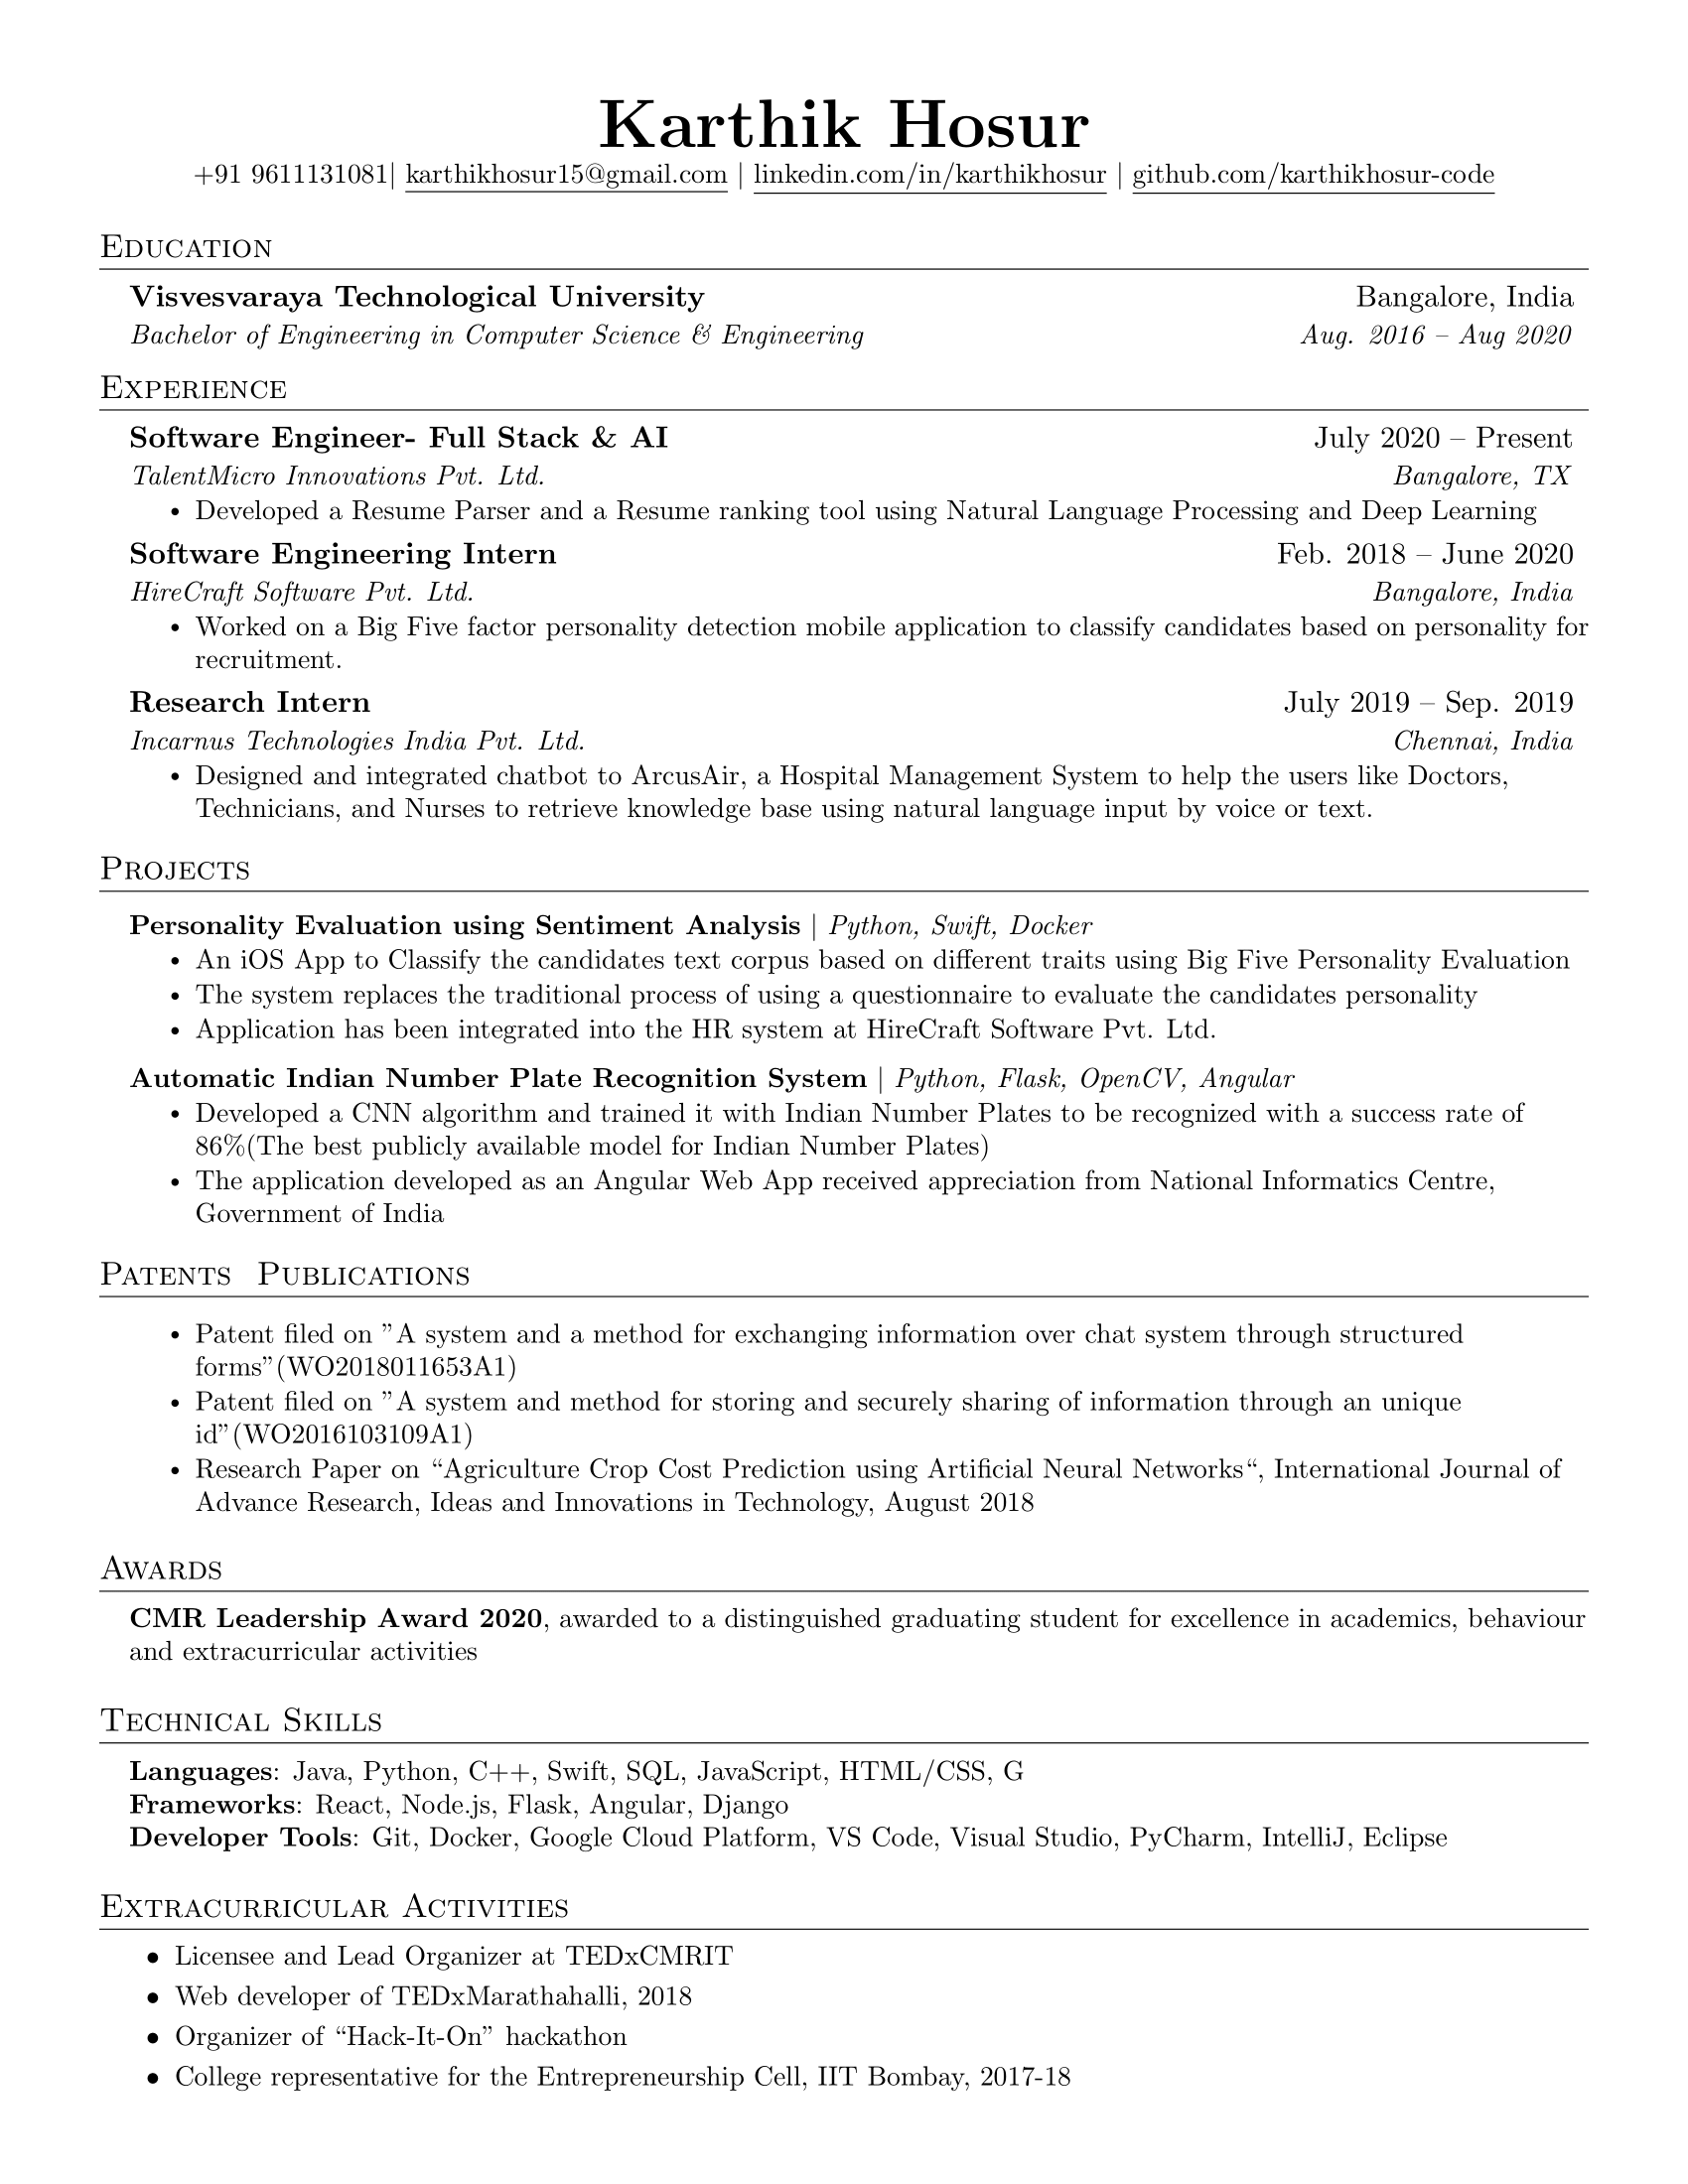 Karthik Hosur
+91 9611131081| karthikhosur15@gmail.com | linkedin.com/in/karthikhosur | github.com/karthikhosur-code
Education
Visvesvaraya Technological University Bangalore, India
Bachelor of Engineering in Computer Science & Engineering Aug. 2016 – Aug 2020
Experience
Software Engineer- Full Stack & AI July 2020 – Present
TalentMicro Innovations Pvt. Ltd. Bangalore, TX
• Developed a Resume Parser and a Resume ranking tool using Natural Language Processing and Deep Learning
Software Engineering Intern Feb. 2018 – June 2020
HireCraft Software Pvt. Ltd. Bangalore, India
• Worked on a Big Five factor personality detection mobile application to classify candidates based on personality for
recruitment.
Research Intern July 2019 – Sep. 2019
Incarnus Technologies India Pvt. Ltd. Chennai, India
• Designed and integrated chatbot to ArcusAir, a Hospital Management System to help the users like Doctors,
Technicians, and Nurses to retrieve knowledge base using natural language input by voice or text.
Projects
Personality Evaluation using Sentiment Analysis | Python, Swift, Docker
• An iOS App to Classify the candidates text corpus based on different traits using Big Five Personality Evaluation
• The system replaces the traditional process of using a questionnaire to evaluate the candidates personality
• Application has been integrated into the HR system at HireCraft Software Pvt. Ltd.
Automatic Indian Number Plate Recognition System | Python, Flask, OpenCV, Angular
• Developed a CNN algorithm and trained it with Indian Number Plates to be recognized with a success rate of
86%(The best publicly available model for Indian Number Plates)
• The application developed as an Angular Web App received appreciation from National Informatics Centre,
Government of India
Patents Publications
• Patent filed on ”A system and a method for exchanging information over chat system through structured
forms”(WO2018011653A1)
• Patent filed on ”A system and method for storing and securely sharing of information through an unique
id”(WO2016103109A1)
• Research Paper on “Agriculture Crop Cost Prediction using Artificial Neural Networks“, International Journal of
Advance Research, Ideas and Innovations in Technology, August 2018
Awards
CMR Leadership Award 2020, awarded to a distinguished graduating student for excellence in academics, behaviour
and extracurricular activities
Technical Skills
Languages: Java, Python, C++, Swift, SQL, JavaScript, HTML/CSS, G
Frameworks: React, Node.js, Flask, Angular, Django
Developer Tools: Git, Docker, Google Cloud Platform, VS Code, Visual Studio, PyCharm, IntelliJ, Eclipse
Extracurricular Activities
• Licensee and Lead Organizer at TEDxCMRIT
• Web developer of TEDxMarathahalli, 2018
• Organizer of “Hack-It-On” hackathon
• College representative for the Entrepreneurship Cell, IIT Bombay, 2017-18